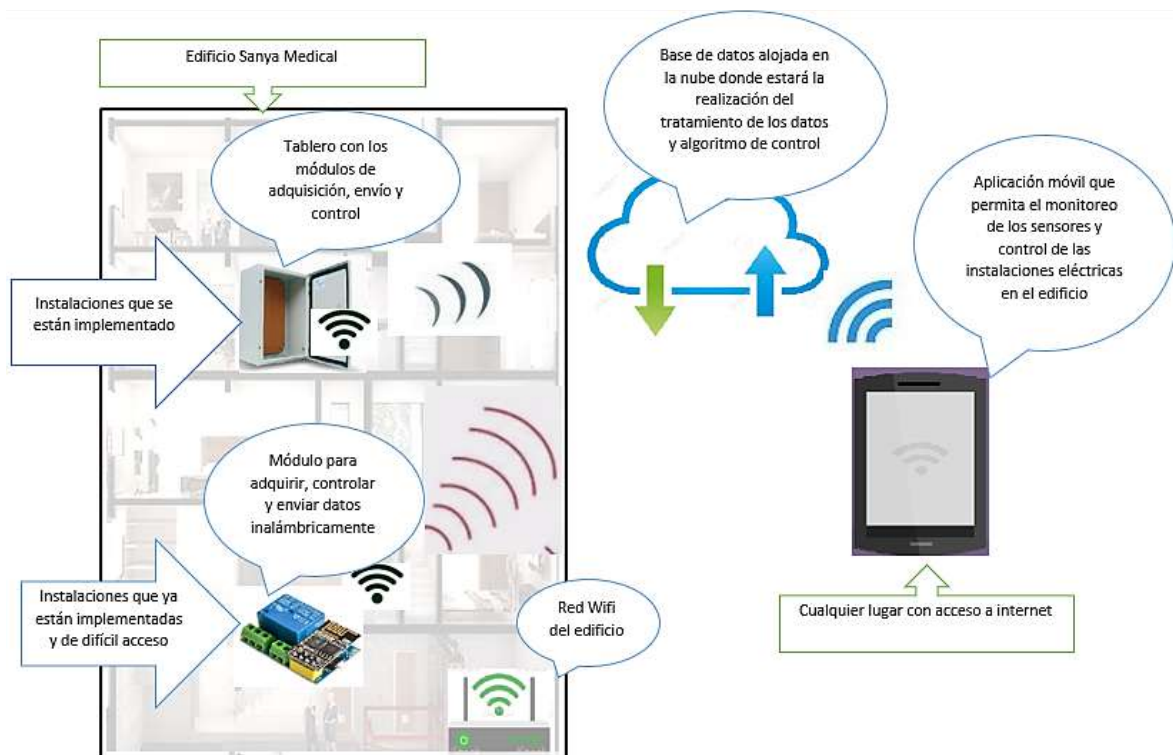 Edificio Sanya Medical
Tablero con los
módulos de
adquisición, envío y
control
Instalaciones que se
están implementado
Módulo para
adquirir, controlar
y enviar datos
inalámbricamente
Instalaciones que ya
están implementadas
y de difícil acceso
Red Wifi
del edificio
Base de datos alojada en
la nube donde estará la
realización del
tratamiento de los datos
y algoritmo de control
Aplicación móvil que
permita el monitoreo
de los sensores y
control de las
instalaciones eléctricas
en el edificio
Cualquier lugar con acceso a internet